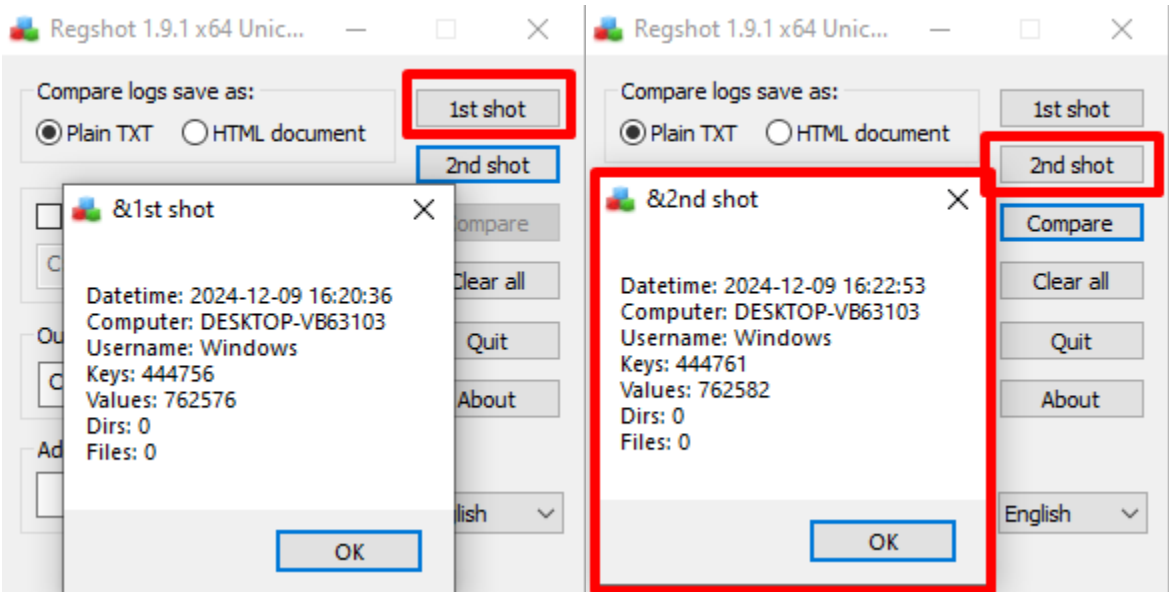 Regshot 1.9.1 x64 Unic...
Compare logs save as:
Plain TXT
HTML document
1st shot
2nd shot
Compare
Clear all
Quit
About
&1st shot
Datetime: 2024-12-09 16:20:36
Computer: DESKTOP-VB63103
Username: Windows
Keys: 444756
Values: 762576
Dirs: 0
Files: 0
OK
Regshot 1.9.1 x64 Unic...
Compare logs save as:
Plain TXT
HTML document
1st shot
2nd shot
Compare
Clear all
Quit
About
English
&2nd shot
Datetime: 2024-12-09 16:22:53
Computer: DESKTOP-VB63103
Username: Windows
Keys: 444761
Values: 762582
Dirs: 0
Files: 0
OK